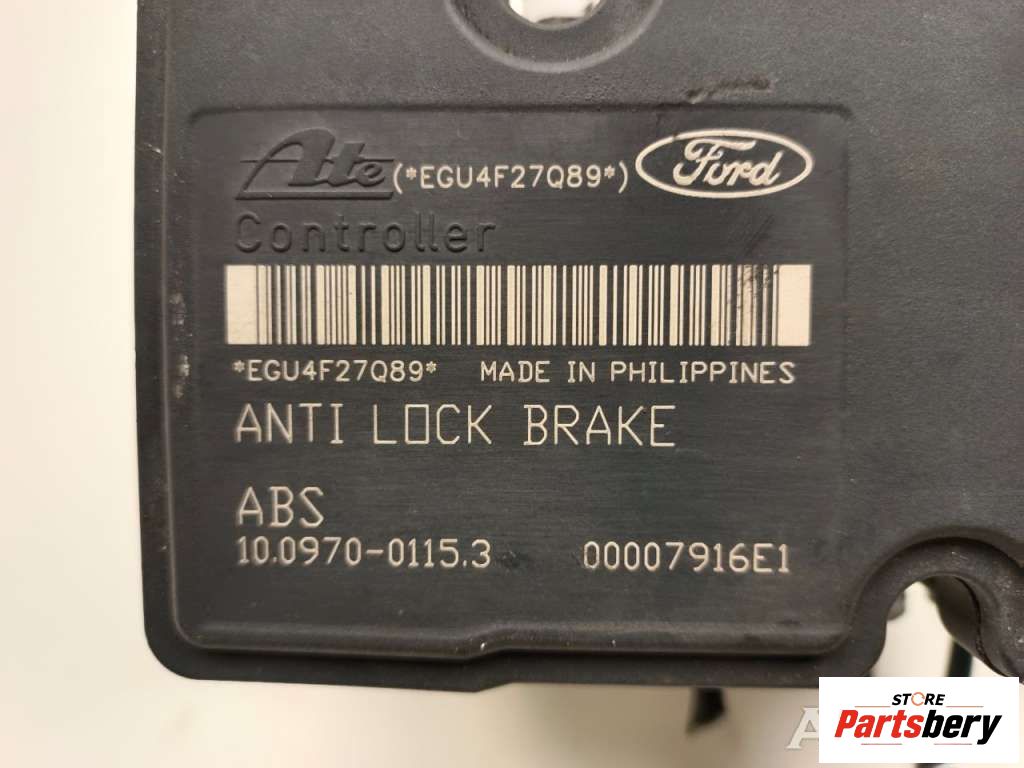 Ate (*EGU4F27Q89*) Ford
Controller
*EGU4F27Q89* MADE IN PHILIPPINES
ANTI LOCK BRAKE
ABS
10.0970-0115.3 00007916E1
STORE
Partsbery